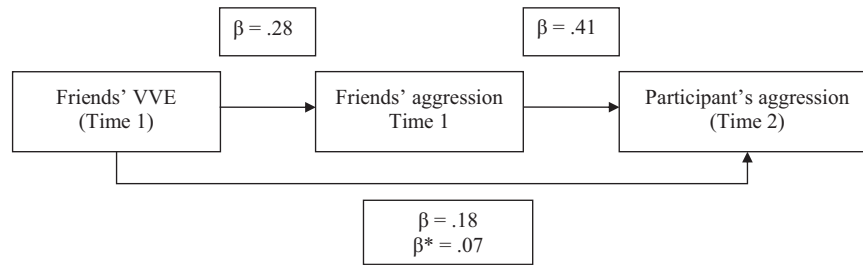 β = .28
β = .41
Friends’ VVE
(Time 1)
Friends’ aggression
Time 1
Participant’s aggression
(Time 2)
β = .18
β* = .07